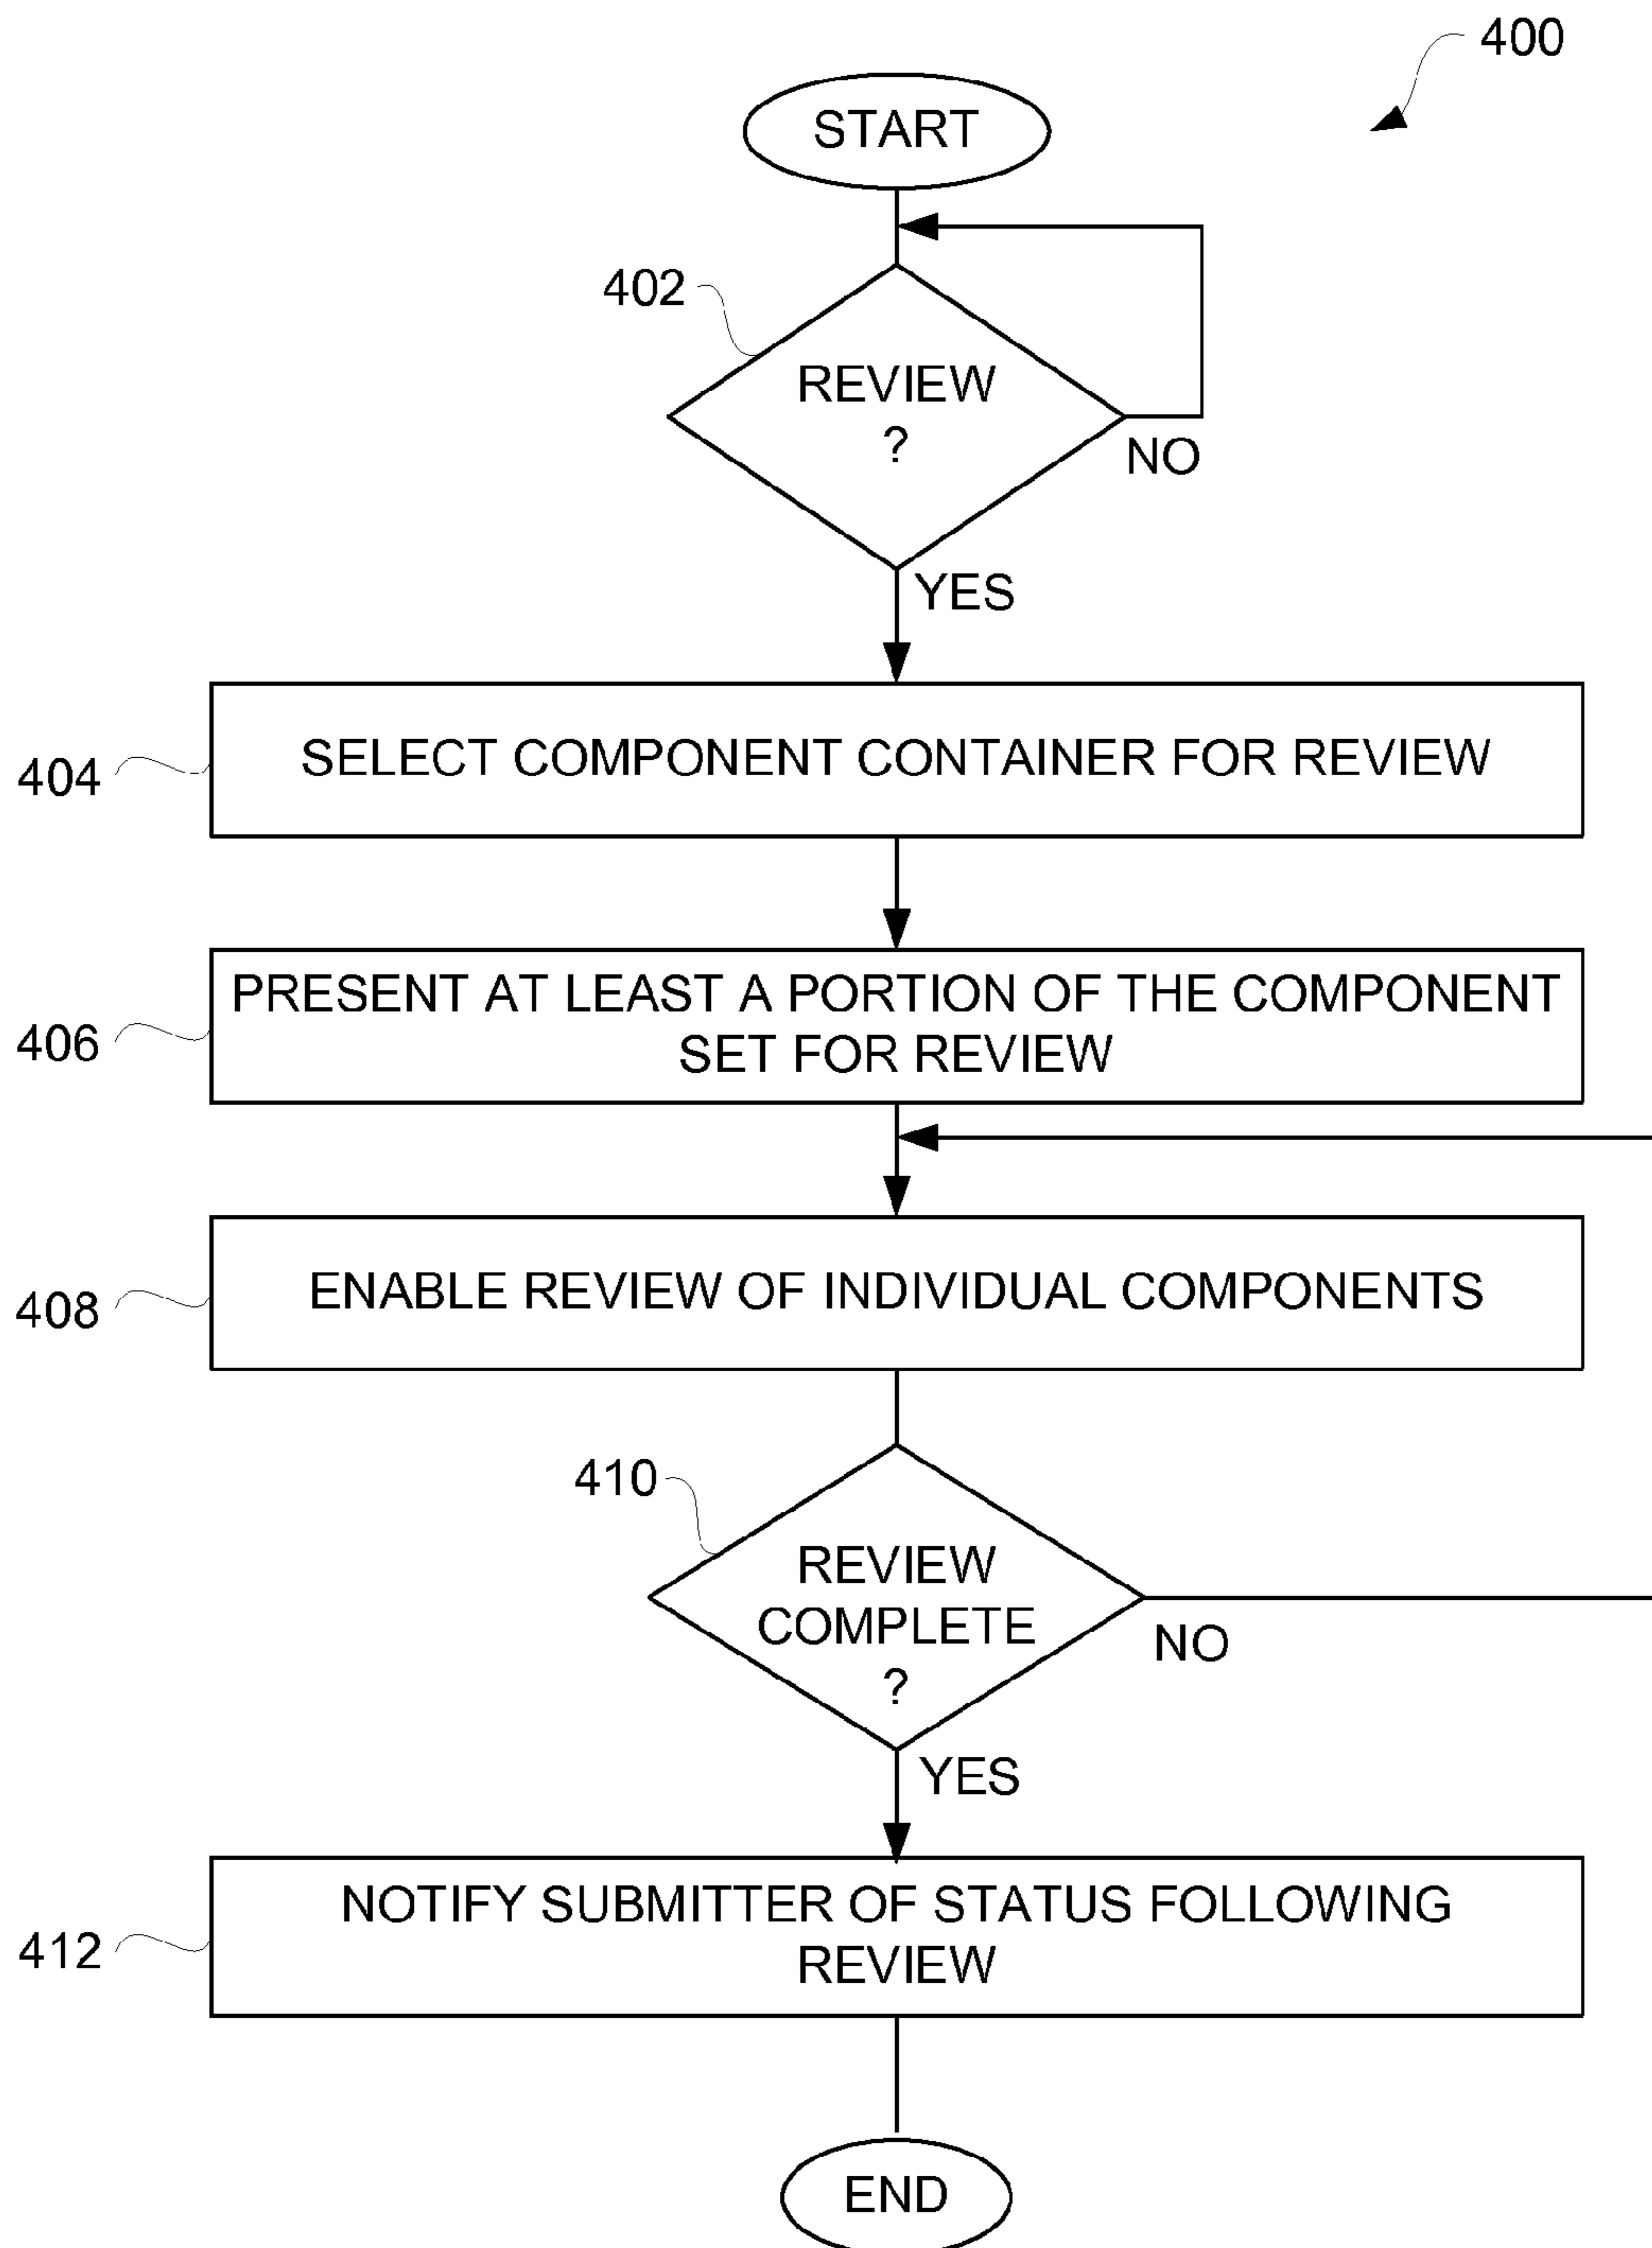 400
START
402
REVIEW
?
NO
YES
404
SELECT COMPONENT CONTAINER FOR REVIEW
406
PRESENT AT LEAST A PORTION OF THE COMPONENT
SET FOR REVIEW
408
ENABLE REVIEW OF INDIVIDUAL COMPONENTS
410
REVIEW
COMPLETE
?
NO
YES
412
NOTIFY SUBMITTER OF STATUS FOLLOWING
REVIEW
END